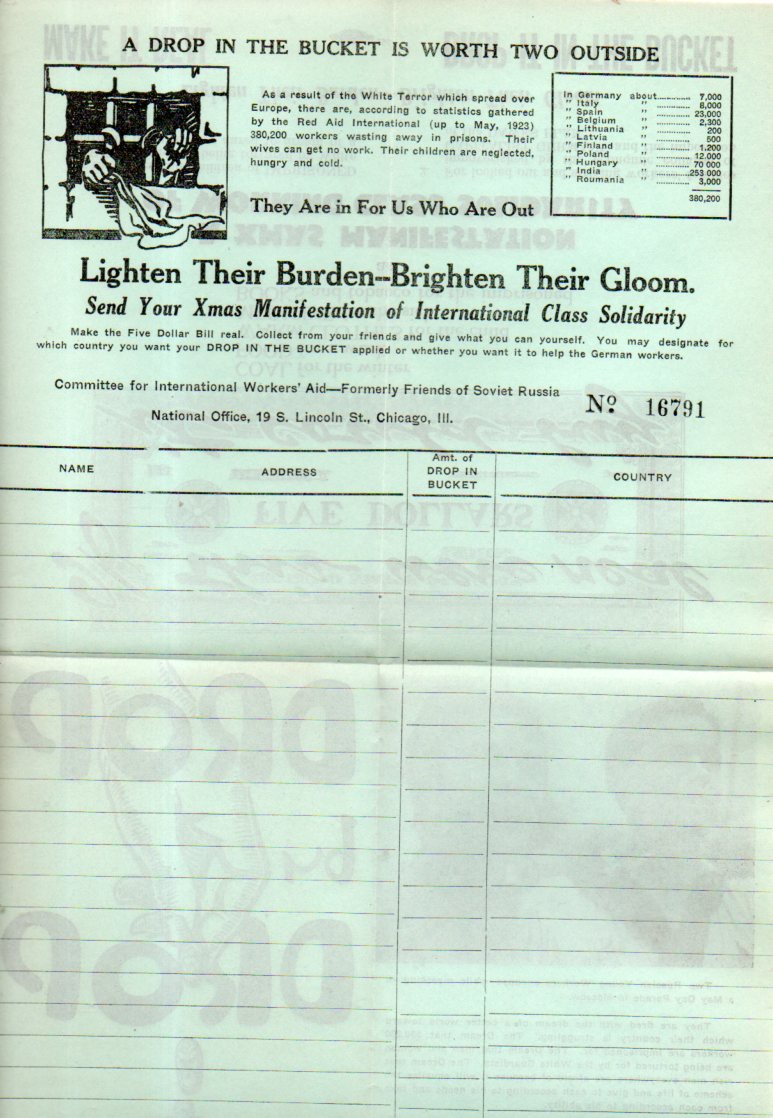 A DROP IN THE BUCKET IS WORTH TWO OUTSIDE
As a result of the White Terror which spread over
Europe, there are, according to statistics gathered
by the Red Aid International (up to May, 1923)
380,200 workers wasting away in prisons. Their
wives can get no work. Their children are neglected,
hungry and cold.
They Are in For Us Who Are Out
In Germany about............ 7,000
" Italy " ............ 8,000
" Spain " ............ 23,000
" Belgium " ............ 2,300
" Lithuania " ............ 200
" Latvia " ............ 500
" Finland " ............ 1,200
" Poland " ............ 12,000
" Hungary " ............ 70 000
" India " ............253 000
" Roumania " ............ 3,000
380,200
Lighten Their Burden--Brighten Their Gloom.
Send Your Xmas Manifestation of International Class Solidarity
Make the Five Dollar Bill real. Collect from your friends and give what you can yourself. You may designate for
which country you want your DROP IN THE BUCKET applied or whether you want it to help the German workers.
Committee for International Workers' Aid—Formerly Friends of Soviet Russia
National Office, 19 S. Lincoln St., Chicago, Ill.
Nº 16791
NAME
ADDRESS
Amt. of
DROP IN
BUCKET
COUNTRY